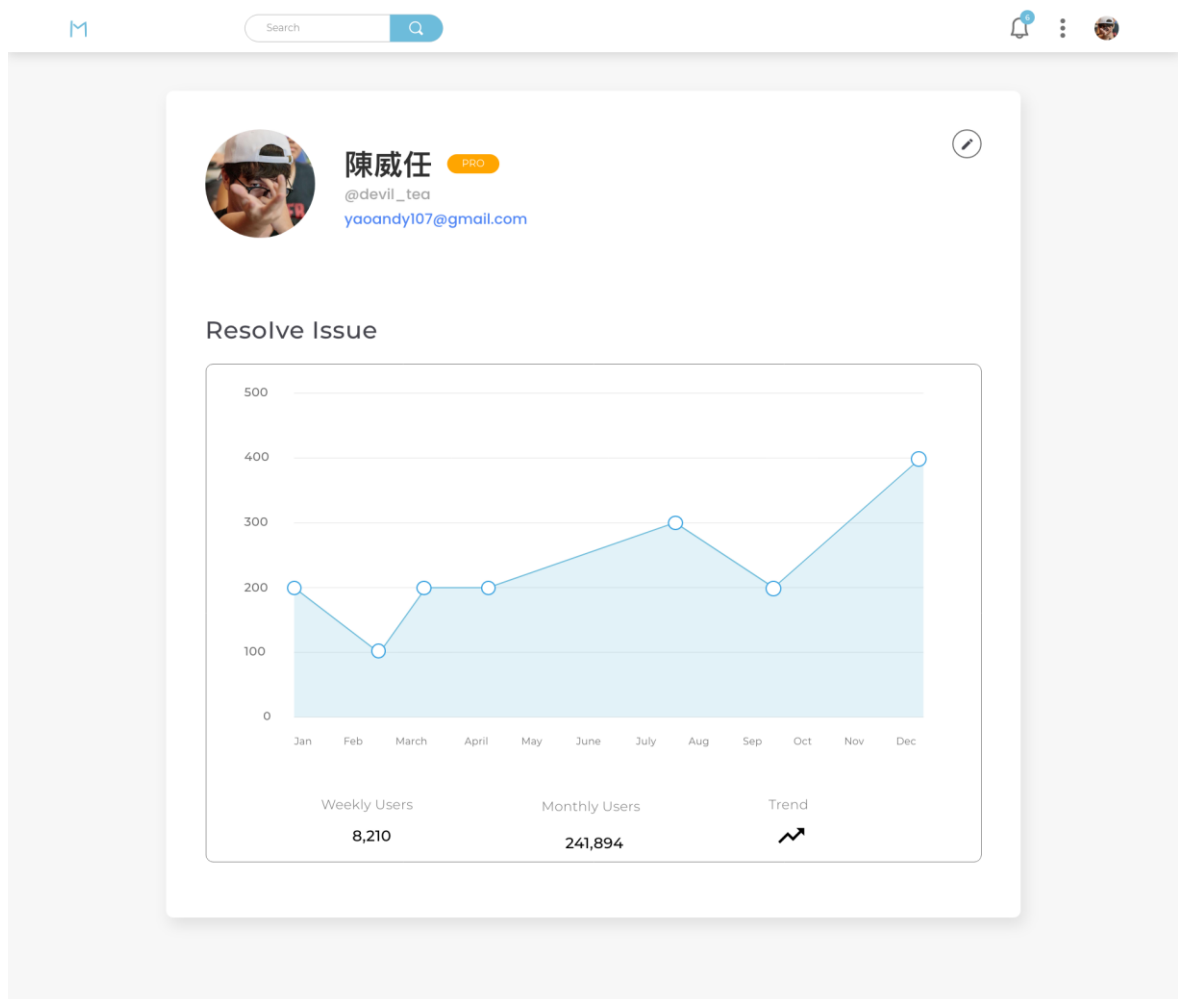 M
Search
6
陳威任 PRO
@devil_tea
yaoandy107@gmail.com
Resolve Issue
500
400
300
200
100
0
Jan Feb March April May June July Aug Sep Oct Nov Dec
Weekly Users Monthly Users Trend
8,210 241,894